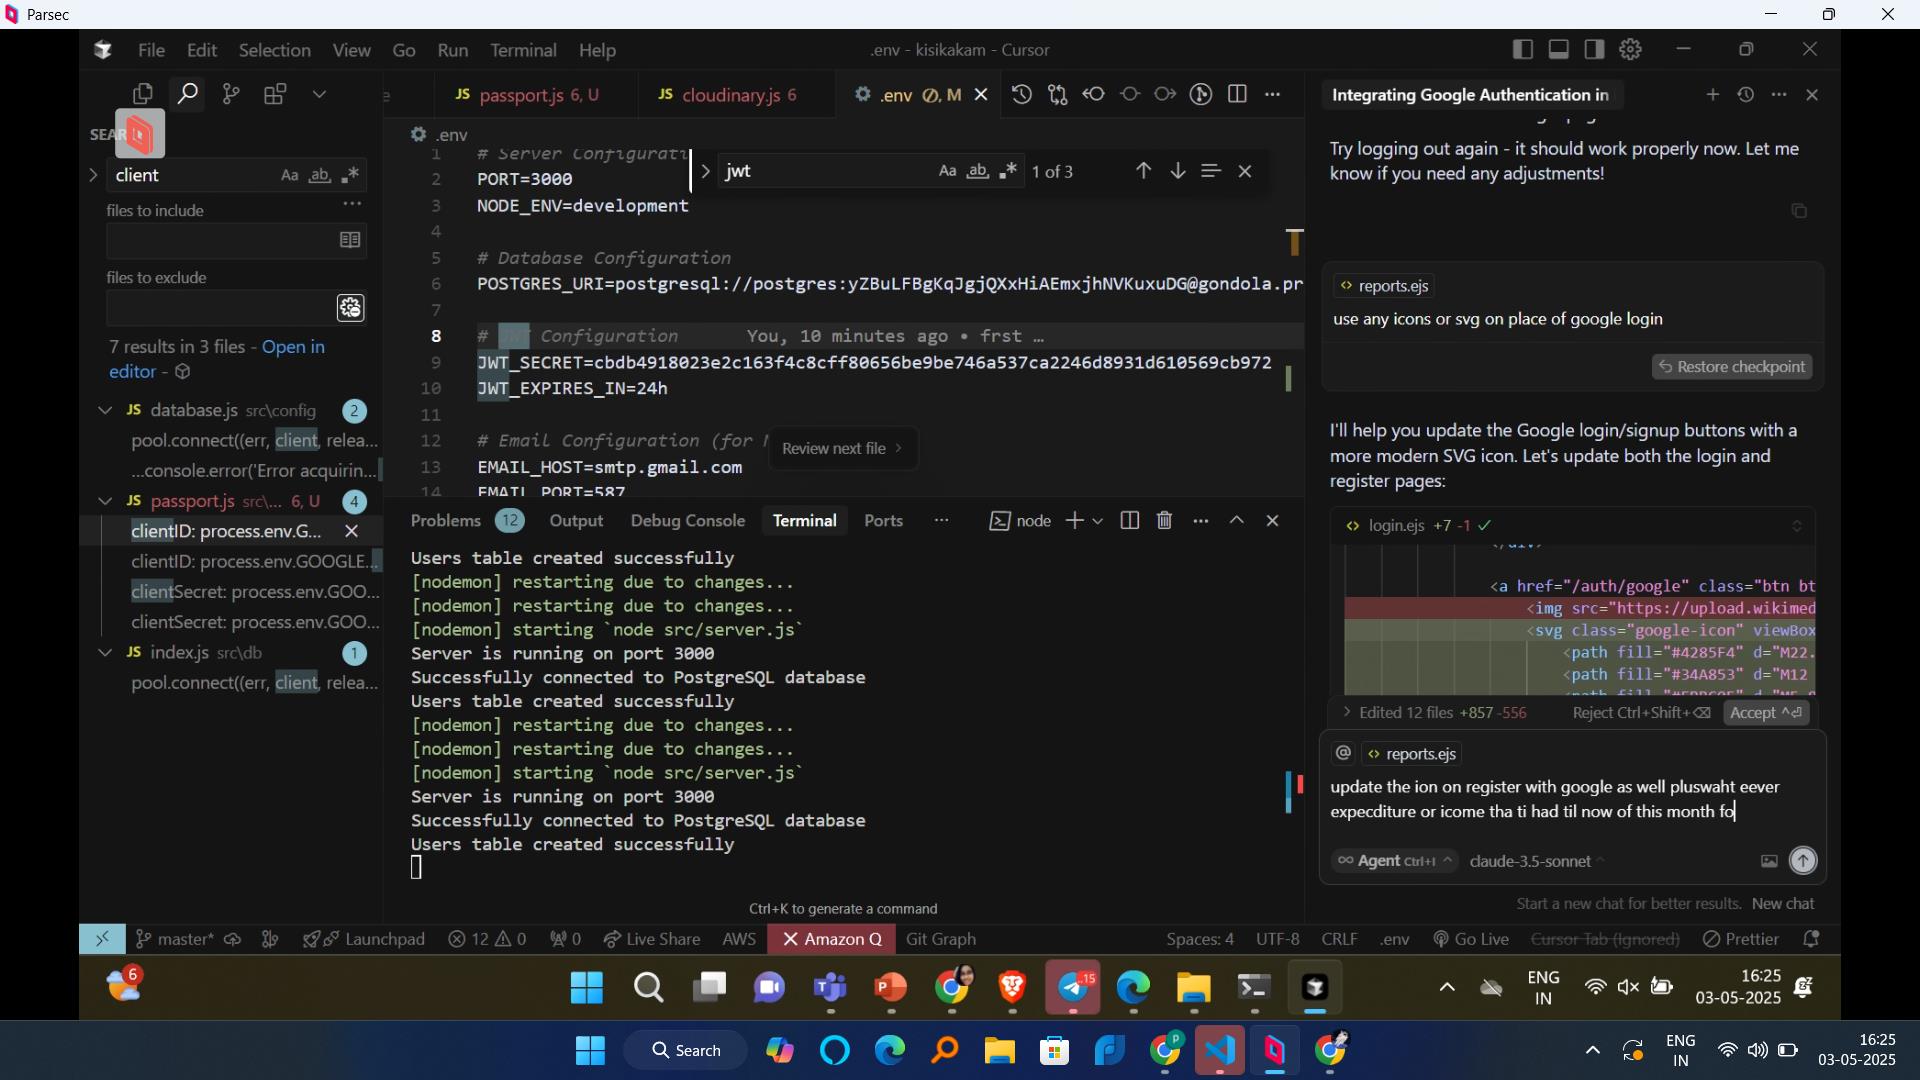 Parsec
File Edit Selection View Go Run Terminal Help
.env - kisikakam - Cursor
JS passport.js 6, U
JS cloudinary.js 6
.env M
Integrating Google Authentication in
SEAR
client
Aa ab
files to include
files to exclude
7 results in 3 files - Open in
editor -
JS database.js src\config 2
pool.connect((err, client, relea...
...console.error('Error acquirin...
JS passport.js src\... 6, U 4
clientID: process.env.G...
clientID: process.env.GOOGLE...
clientSecret: process.env.GOO...
clientSecret: process.env.GOO...
JS index.js src\db 1
pool.connect((err, client, relea...
.env
jwt
Aa ab 1 of 3
1 # Server Configurati
2 PORT=3000
3 NODE_ENV=development
4
5 # Database Configuration
6 POSTGRES_URI=postgresql://postgres:yZBuLFBgKqJgjQXxHiAEmxjhNVKuxuDG@gondola.pr
7
8 # JWT Configuration You, 10 minutes ago • frst ...
9 JWT_SECRET=cbdb4918023e2c163f4c8cff80656be9be746a537ca2246d8931d610569cb972
10 JWT_EXPIRES_IN=24h
11
12 # Email Configuration (for
13 EMAIL_HOST=smtp.gmail.com
14 EMAIL_PORT=587
Review next file
Problems 12 Output Debug Console Terminal Ports
node
Users table created successfully
[nodemon] restarting due to changes...
[nodemon] restarting due to changes...
[nodemon] starting `node src/server.js`
Server is running on port 3000
Successfully connected to PostgreSQL database
Users table created successfully
[nodemon] restarting due to changes...
[nodemon] restarting due to changes...
[nodemon] starting `node src/server.js`
Server is running on port 3000
Successfully connected to PostgreSQL database
Users table created successfully
Ctrl+K to generate a command
Try logging out again - it should work properly now. Let me
know if you need any adjustments!
<> reports.ejs
use any icons or svg on place of google login
Restore checkpoint
I'll help you update the Google login/signup buttons with a
more modern SVG icon. Let's update both the login and
register pages:
<> login.ejs +7 -1
</div>
<a href="/auth/google" class="btn bt
<img src="https://upload.wikimed
<svg class="google-icon" viewBox
<path fill="#4285F4" d="M22.
<path fill="#34A853" d="M12
Edited 12 files +857 -556 Reject Ctrl+Shift+ Accept ^
@ <> reports.ejs
update the ion on register with google as well pluswaht eever
expecditure or icome tha ti had til now of this month fo
Agent Ctrl+I claude-3.5-sonnet
Start a new chat for better results. New chat
master* Launchpad 12 0 0 Live Share AWS Amazon Q Git Graph
Spaces: 4 UTF-8 CRLF .env Go Live Cursor Tab (Ignored) Prettier
6
15
ENG
IN
16:25
03-05-2025
Search
P
ENG
IN
16:25
03-05-2025